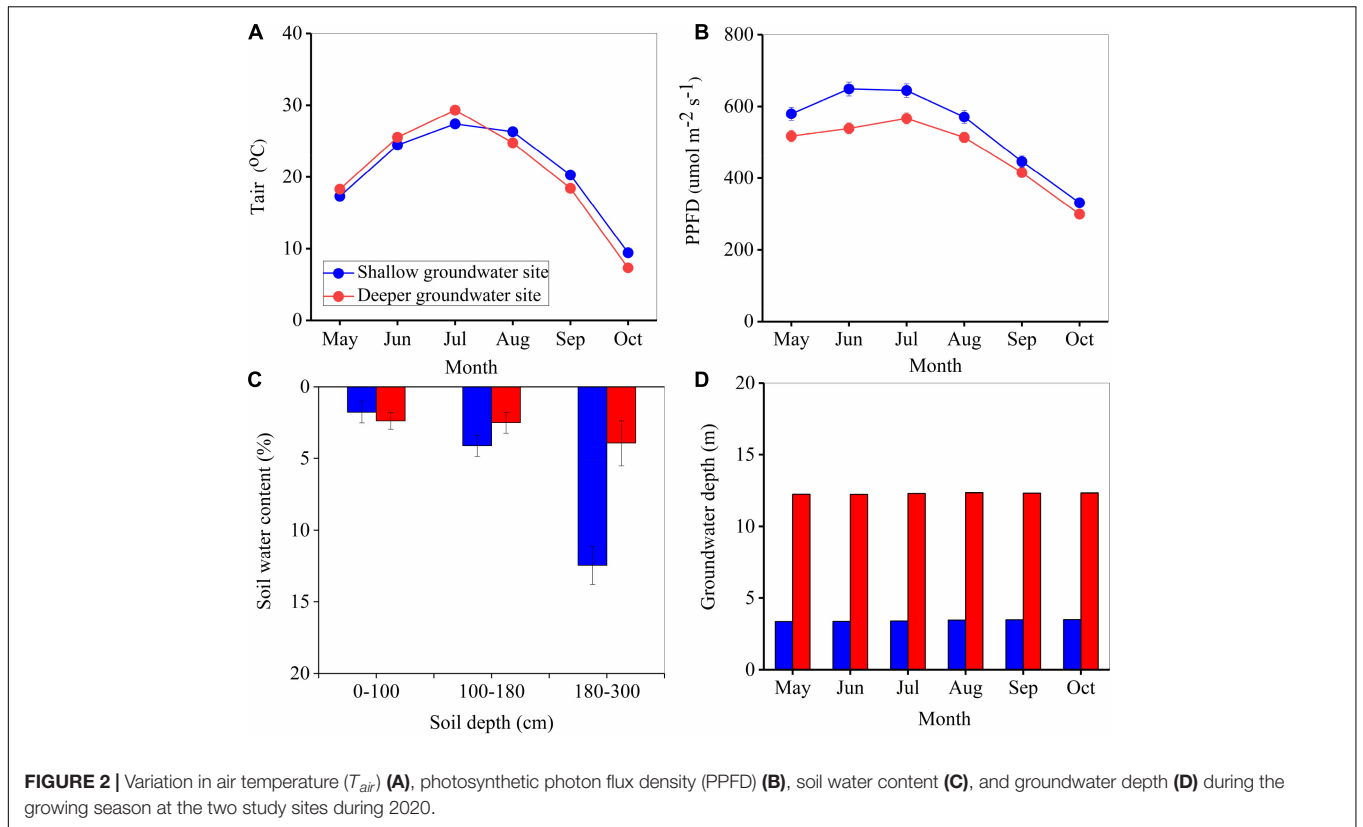 A
40
30
20
10
0
Tair (°C)
Shallow groundwater site
Deeper groundwater site
May Jun Jul Aug Sep Oct
Month
B
800
600
400
200
0
PPFD (umol m-2 s-1)
May Jun Jul Aug Sep Oct
Month
C
0
5
10
15
20
Soil water content (%)
0-100 100-180 180-300
Soil depth (cm)
D
20
15
10
5
0
Groundwater depth (m)
May Jun Jul Aug Sep Oct
Month
FIGURE 2 | Variation in air temperature (Tair) (A), photosynthetic photon flux density (PPFD) (B), soil water content (C), and groundwater depth (D) during the
growing season at the two study sites during 2020.